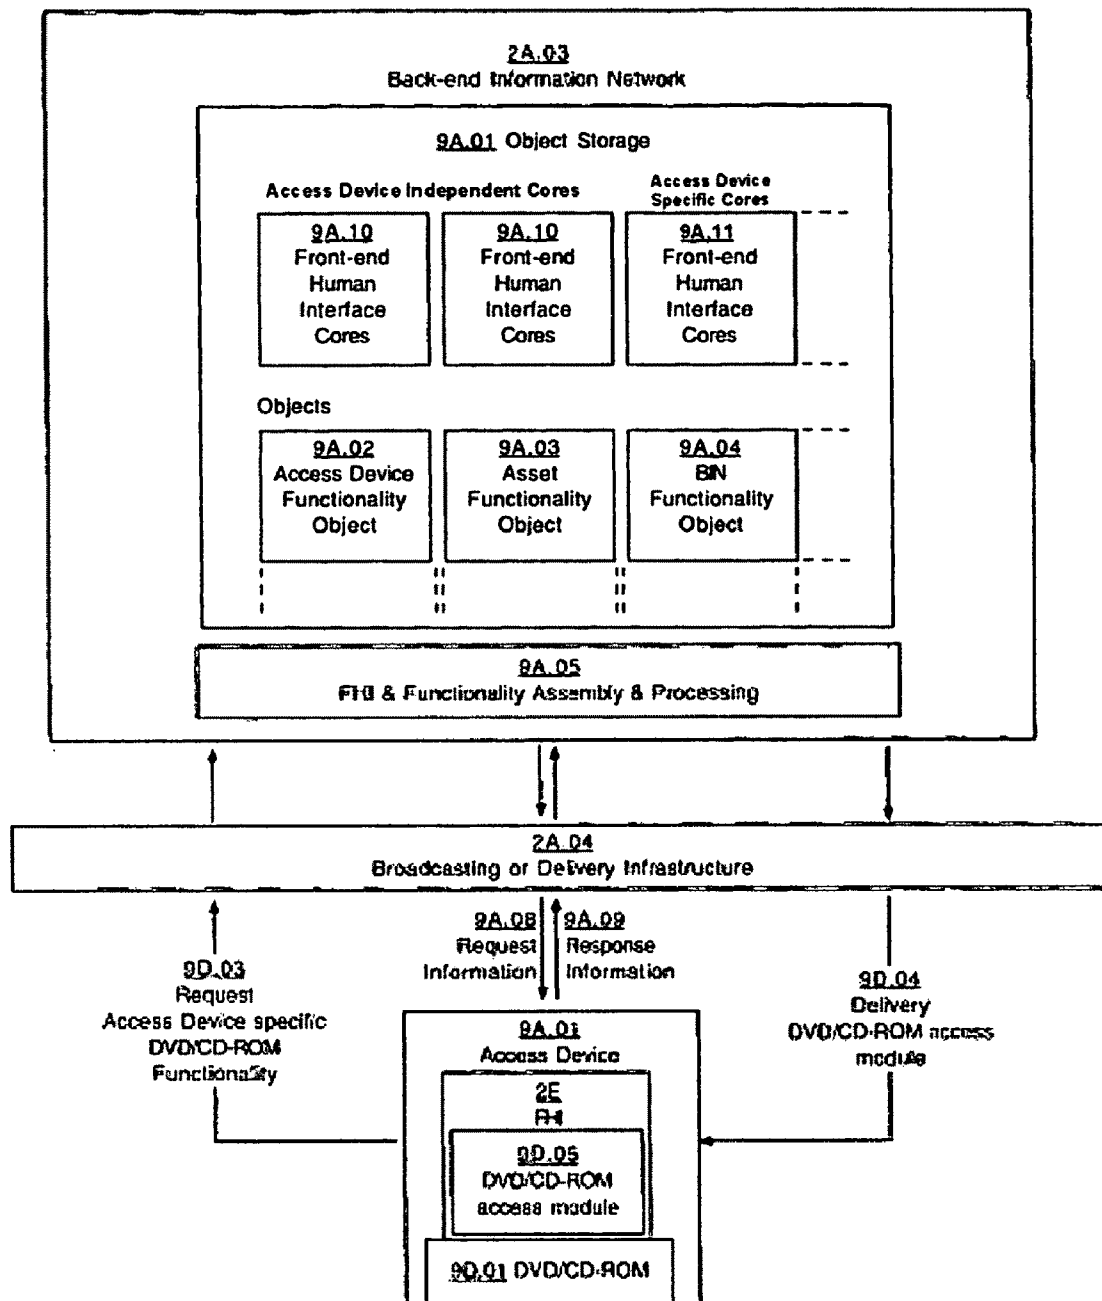 2A.03
Back-end Information Network
9A.01 Object Storage
Access Device Independent Cores
Access Device
Specific Cores
9A.10
Front-end
Human
Interface
Cores
9A.10
Front-end
Human
Interface
Cores
9A.11
Front-end
Human
Interface
Cores
Objects
9A.02
Access Device
Functionality
Object
9A.03
Asset
Functionality
Object
9A.04
BIN
Functionality
Object
9A.05
FHI & Functionality Assembly & Processing
2A.04
Broadcasting or Delivery Infrastructure
9A.08
Request
Information
9A.09
Response
Information
9D.03
Request
Access Device specific
DVD/CD-ROM
Functionality
9D.04
Delivery
DVD/CD-ROM access
module
9A.01
Access Device
2E
FHI
9D.05
DVD/CD-ROM
access module
9D.01 DVD/CD-ROM